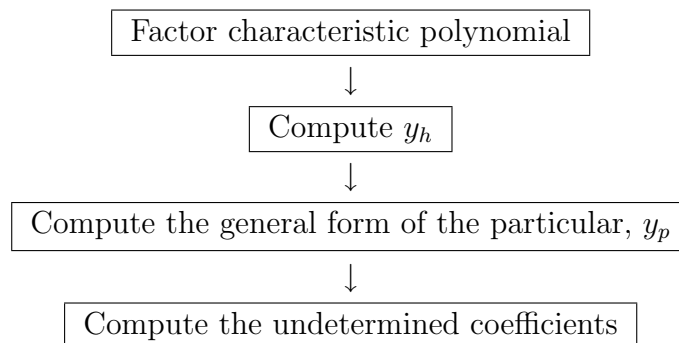 Factor characteristic polynomial
↓
Compute y_h
↓
Compute the general form of the particular, y_p
↓
Compute the undetermined coefficients